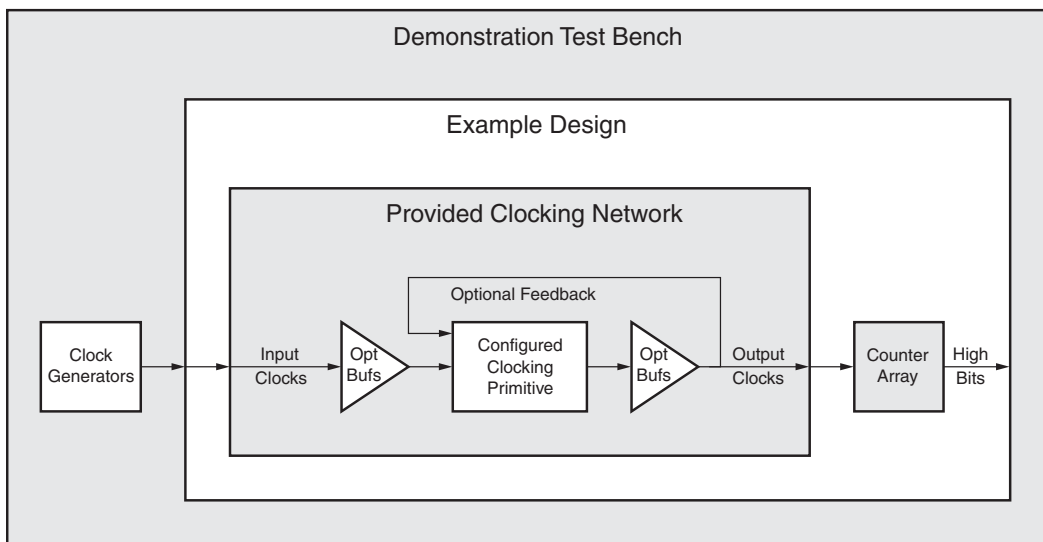 Demonstration Test Bench
Example Design
Provided Clocking Network
Optional Feedback
Clock
Generators
Input
Clocks
Opt
Bufs
Configured
Clocking
Primitive
Opt
Bufs
Output
Clocks
Counter
Array
High
Bits